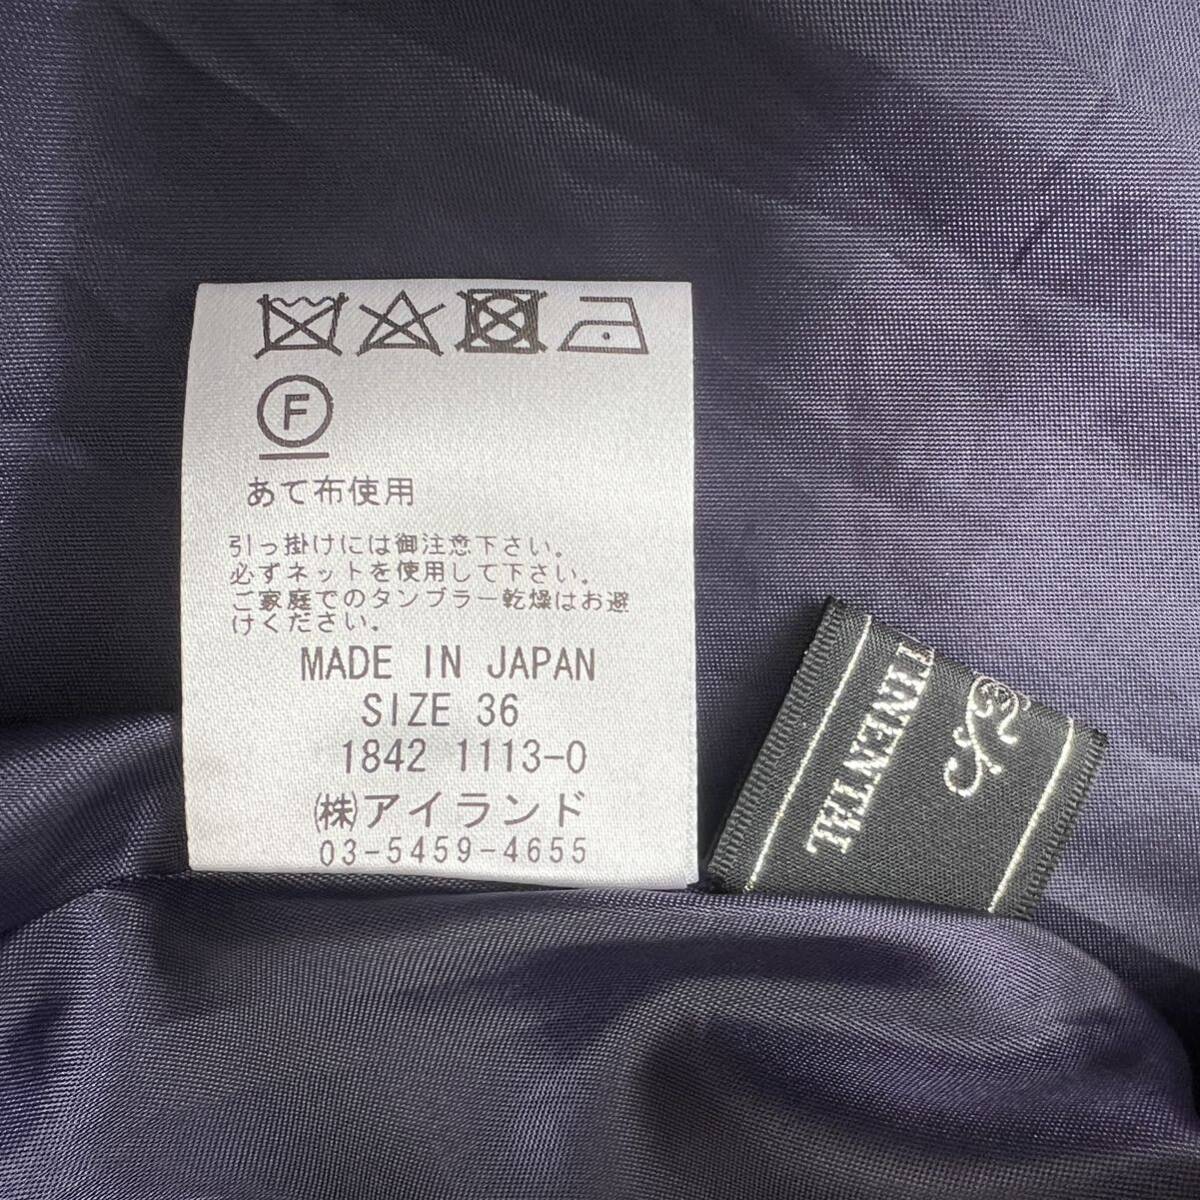 F
あて布使用
引っ掛けには御注意下さい。
必ずネットを使用して下さい。
ご家庭でのタンブラー乾燥はお避
けください。
MADE IN JAPAN
SIZE 36
1842 1113-0
㈱アイランド
03-5459-4655
TINENTAL